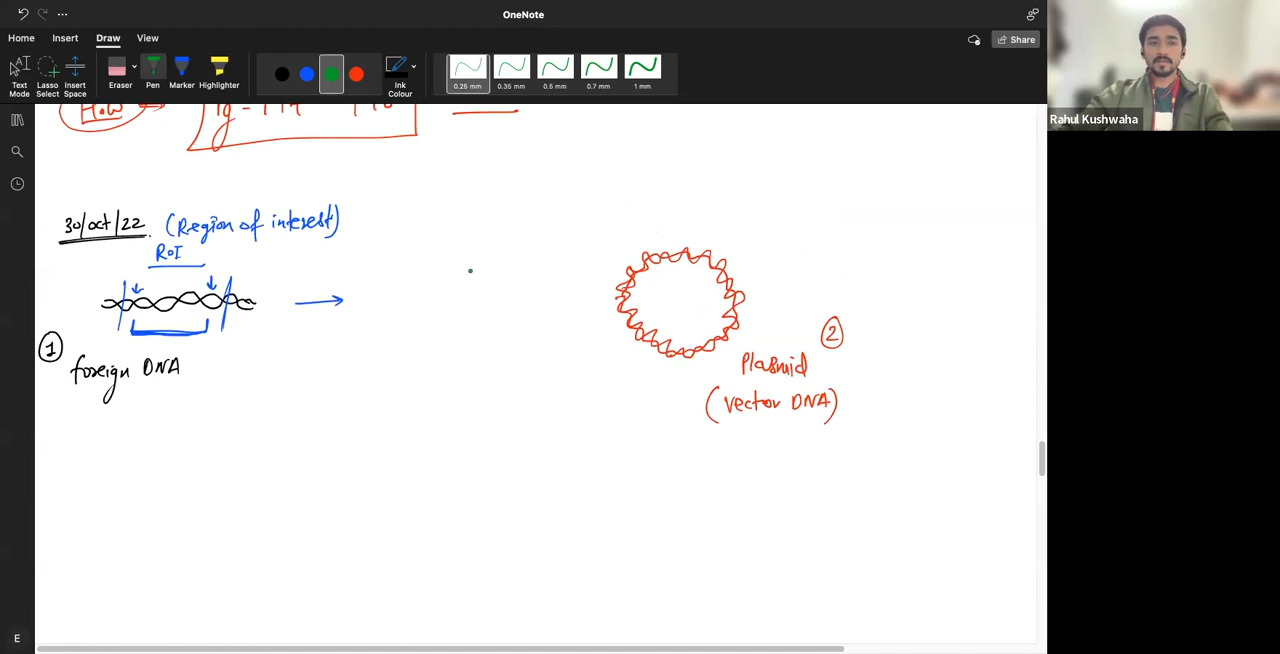 OneNote
Home Insert Draw View
Share
Text Mode
Lasso Select
Insert Space
Eraser
Pen
Marker
Highlighter
Ink Colour
0.25 mm 0.35 mm 0.5 mm 0.7 mm 1 mm
Rahul Kushwaha
How
30/oct/22. (Region of interest)
ROI
1
foreign DNA
2
Plasmid
(vector DNA)
E